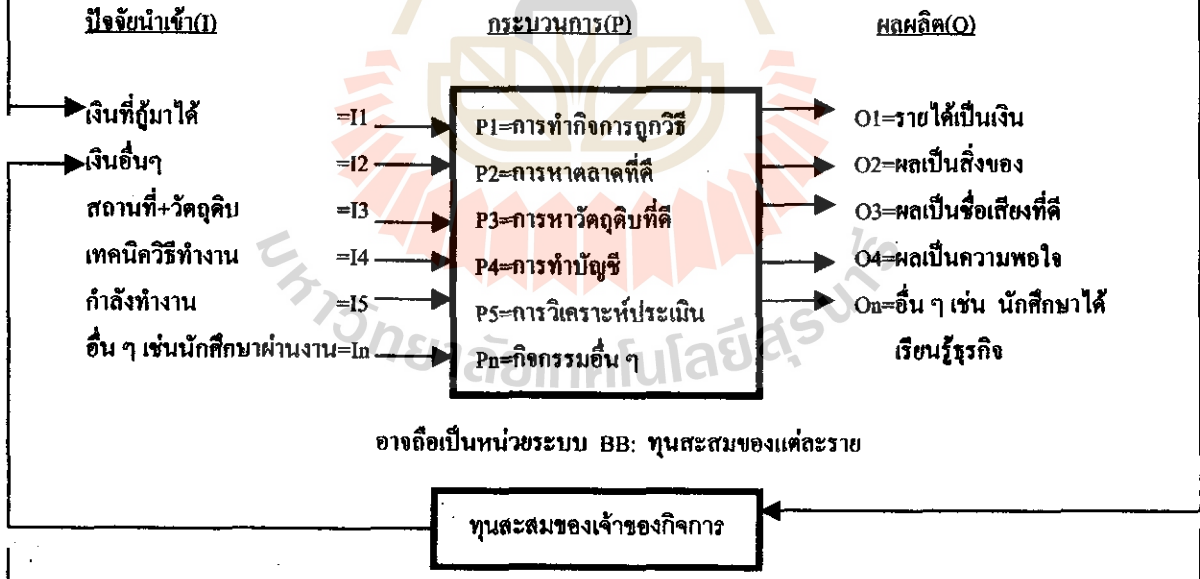 ปัจจัยนำเข้า(I) กระบวนการ(P) ผลผลิต(O)
เงินที่กู้มาได้ =I1 P1=การทำกิจการถูกวิธี O1=รายได้เป็นเงิน
เงินอื่นๆ =I2 P2=การหาตลาดที่ดี O2=ผลเป็นสิ่งของ
สถานที่+วัตถุดิบ =I3 P3=การหาวัตถุดิบที่ดี O3=ผลเป็นชื่อเสียงที่ดี
เทคนิควิธีทำงาน =I4 P4=การทำบัญชี O4=ผลเป็นความพอใจ
กำลังทำงาน =I5 P5=การวิเคราะห์ประเมิน On=อื่น ๆ เช่น นักศึกษาได้
อื่น ๆ เช่นนักศึกษาผ่านงาน=In Pn=กิจกรรมอื่น ๆ เรียนรู้ธุรกิจ
มหาวิทยาลัยเทคโนโลยีสุรนารี
อาจถือเป็นหน่วยระบบ BB: ทุนสะสมของแต่ละราย
ทุนสะสมของเจ้าของกิจการ